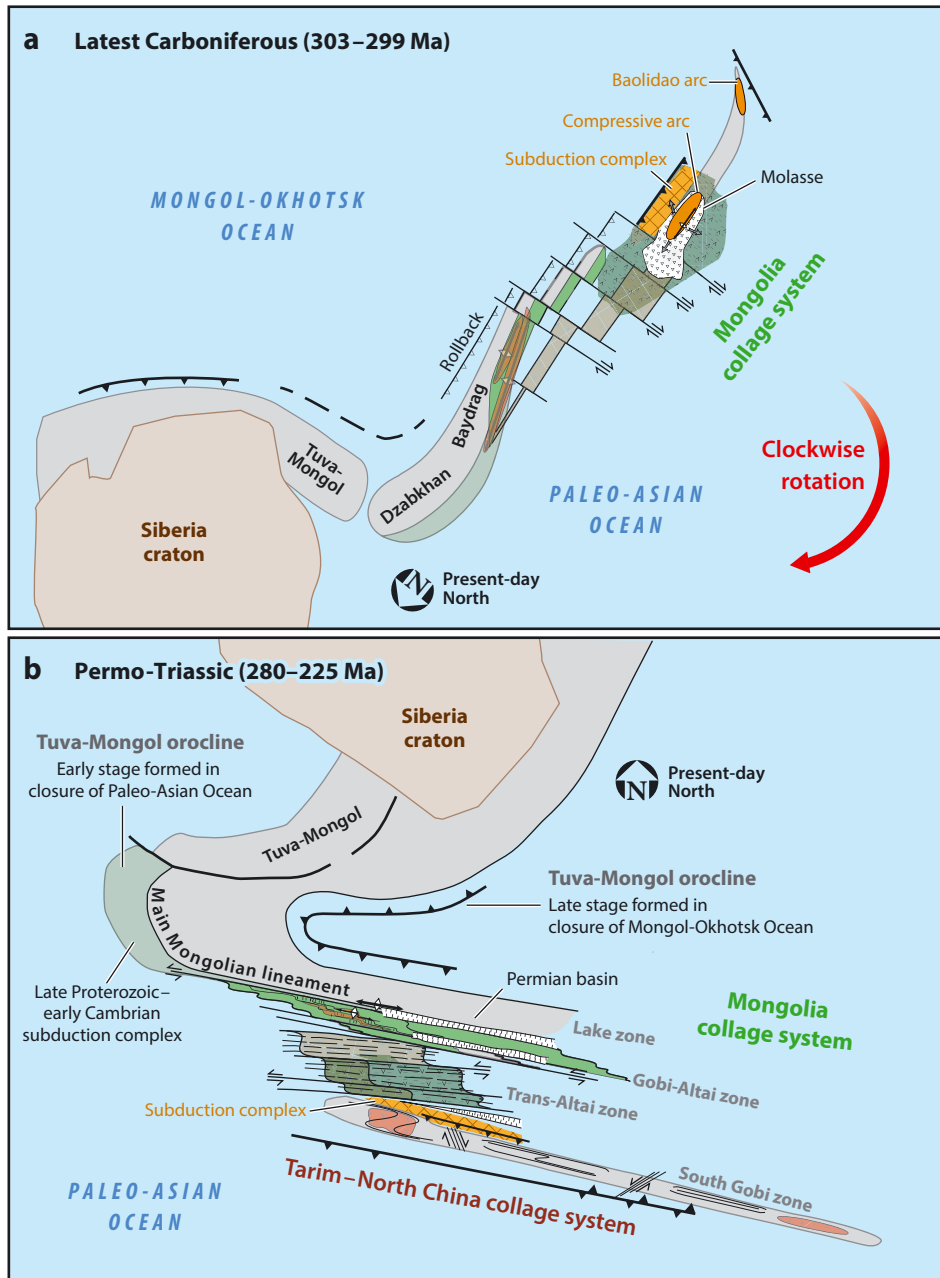 a Latest Carboniferous (303–299 Ma)
Baolidao arc
Compressive arc
Subduction complex
Molasse
MONGOL-OKHOTSK
OCEAN
Mongolia
collage system
Rollback
Baydrag
Dzabkhan
Tuva-
Mongol
Clockwise
rotation
PALEO-ASIAN
OCEAN
Siberia
craton
N
Present-day
North
b Permo-Triassic (280–225 Ma)
Siberia
craton
Tuva-Mongol orocline
Early stage formed in
closure of Paleo-Asian Ocean
N
Present-day
North
Tuva-Mongol
Tuva-Mongol orocline
Late stage formed in
closure of Mongol-Okhotsk Ocean
Main Mongolian lineament
Late Proterozoic–
early Cambrian
subduction complex
Permian basin
Mongolia
collage system
Lake zone
Gobi-Altai zone
Trans-Altai zone
Subduction complex
South Gobi zone
Tarim–North China collage system
PALEO-ASIAN
OCEAN